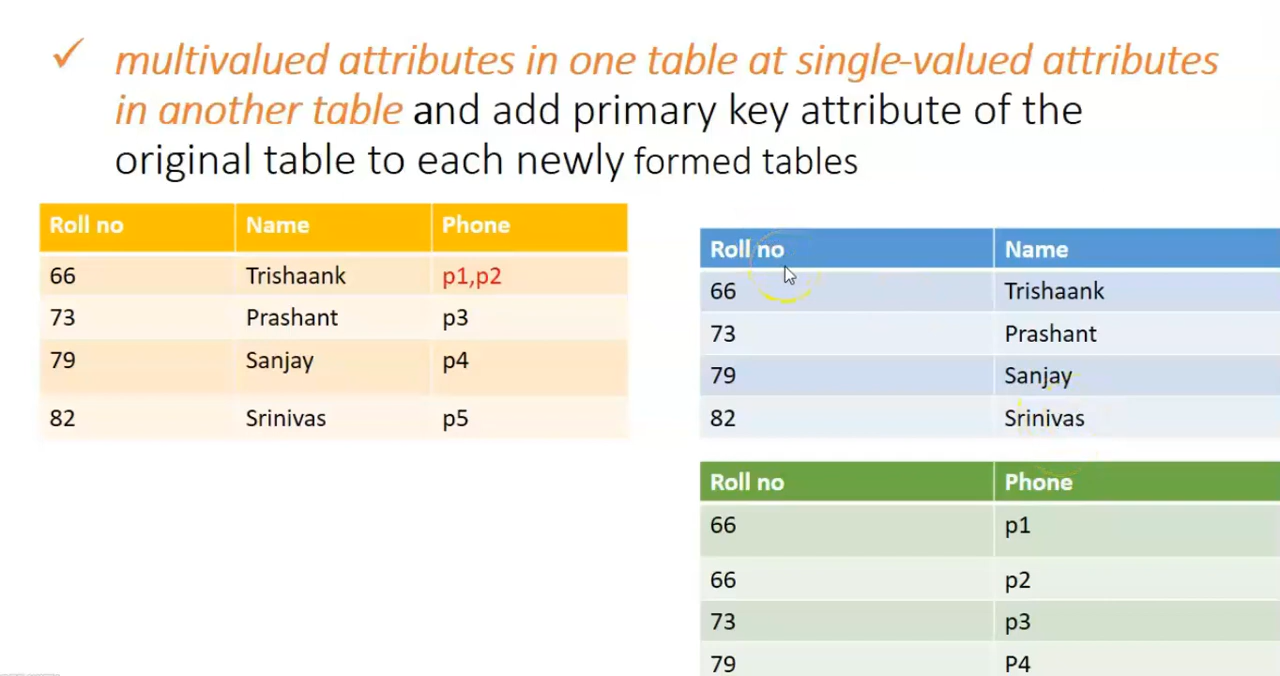 ✓ multivalued attributes in one table at single-valued attributes
in another table and add primary key attribute of the
original table to each newly formed tables
Roll no Name Phone
66 Trishaank p1,p2
73 Prashant p3
79 Sanjay p4
82 Srinivas p5
Roll no Name
66 Trishaank
73 Prashant
79 Sanjay
82 Srinivas
Roll no Phone
66 p1
66 p2
73 p3
79 P4